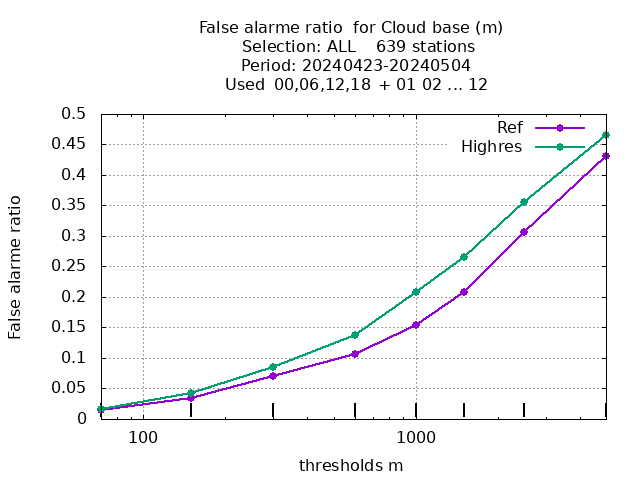 False alarme ratio  for Cloud base (m)
Selection: ALL    639 stations
Period: 20240423-20240504
Used  00,06,12,18 + 01 02 ... 12
Ref
Highres
0.5
0.45
0.4
0.35
0.3
0.25
0.2
0.15
0.1
0.05
0
False alarme ratio
100
1000
thresholds m